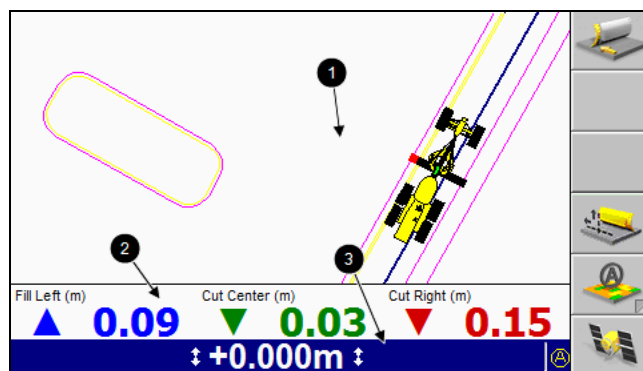 1
2
3
Fill Left (m) Cut Center (m) Cut Right (m)
0.09 0.03 0.15
+0.000m
A
A